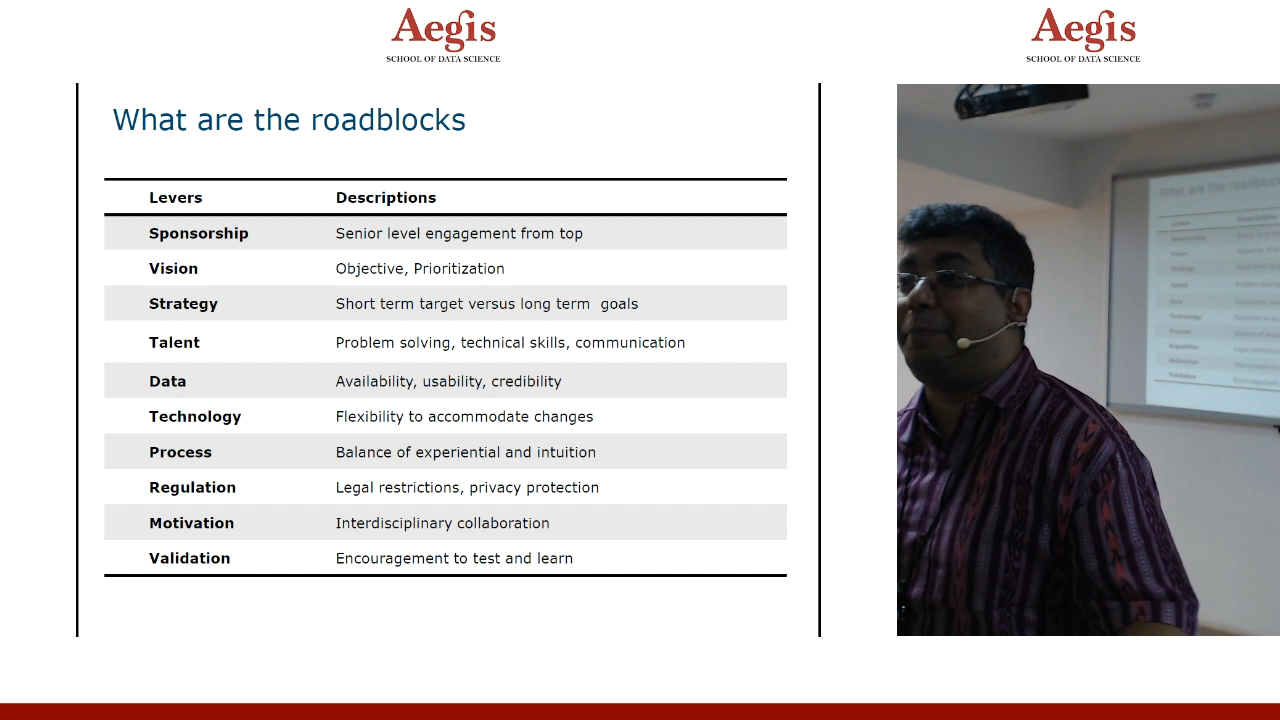 Aegis
SCHOOL OF DATA SCIENCE
Aegis
SCHOOL OF DATA SCIENCE
What are the roadblocks
Levers Descriptions
Sponsorship Senior level engagement from top
Vision Objective, Prioritization
Strategy Short term target versus long term goals
Talent Problem solving, technical skills, communication
Data Availability, usability, credibility
Technology Flexibility to accommodate changes
Process Balance of experiential and intuition
Regulation Legal restrictions, privacy protection
Motivation Interdisciplinary collaboration
Validation Encouragement to test and learn
What are the